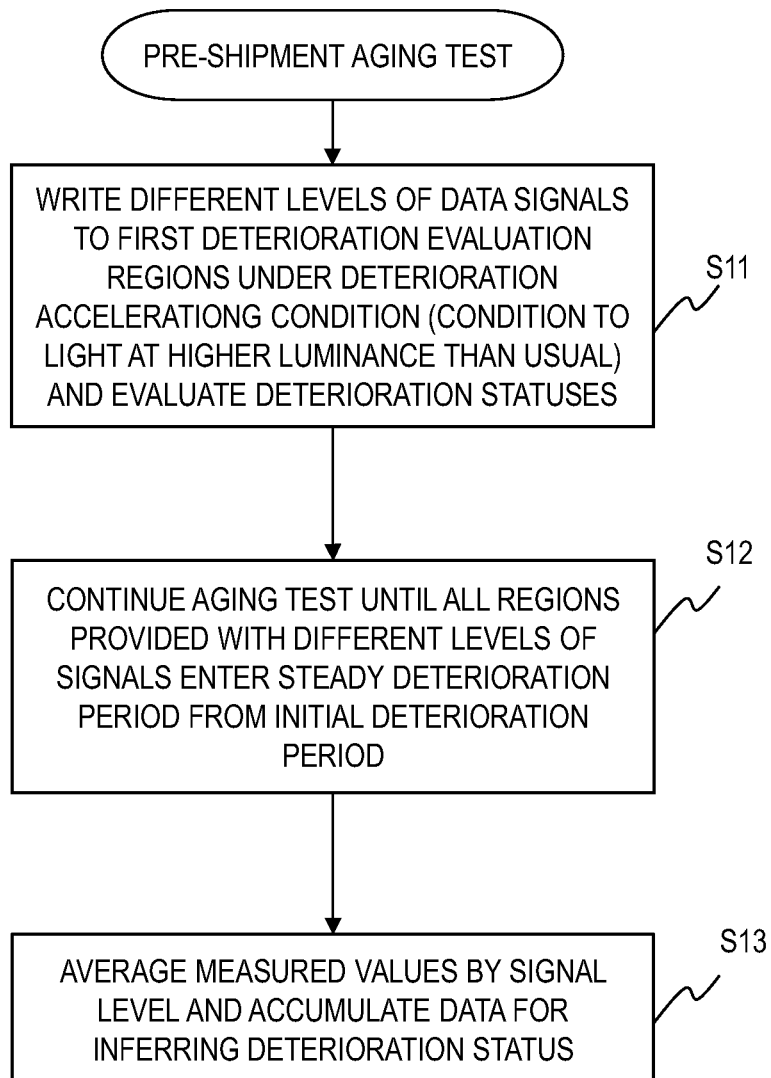 PRE-SHIPMENT AGING TEST
WRITE DIFFERENT LEVELS OF DATA SIGNALS
TO FIRST DETERIORATION EVALUATION
REGIONS UNDER DETERIORATION
ACCELERATIONG CONDITION (CONDITION TO
LIGHT AT HIGHER LUMINANCE THAN USUAL)
AND EVALUATE DETERIORATION STATUSES
S11
CONTINUE AGING TEST UNTIL ALL REGIONS
PROVIDED WITH DIFFERENT LEVELS OF
SIGNALS ENTER STEADY DETERIORATION
PERIOD FROM INITIAL DETERIORATION
PERIOD
S12
AVERAGE MEASURED VALUES BY SIGNAL
LEVEL AND ACCUMULATE DATA FOR
INFERRING DETERIORATION STATUS
S13